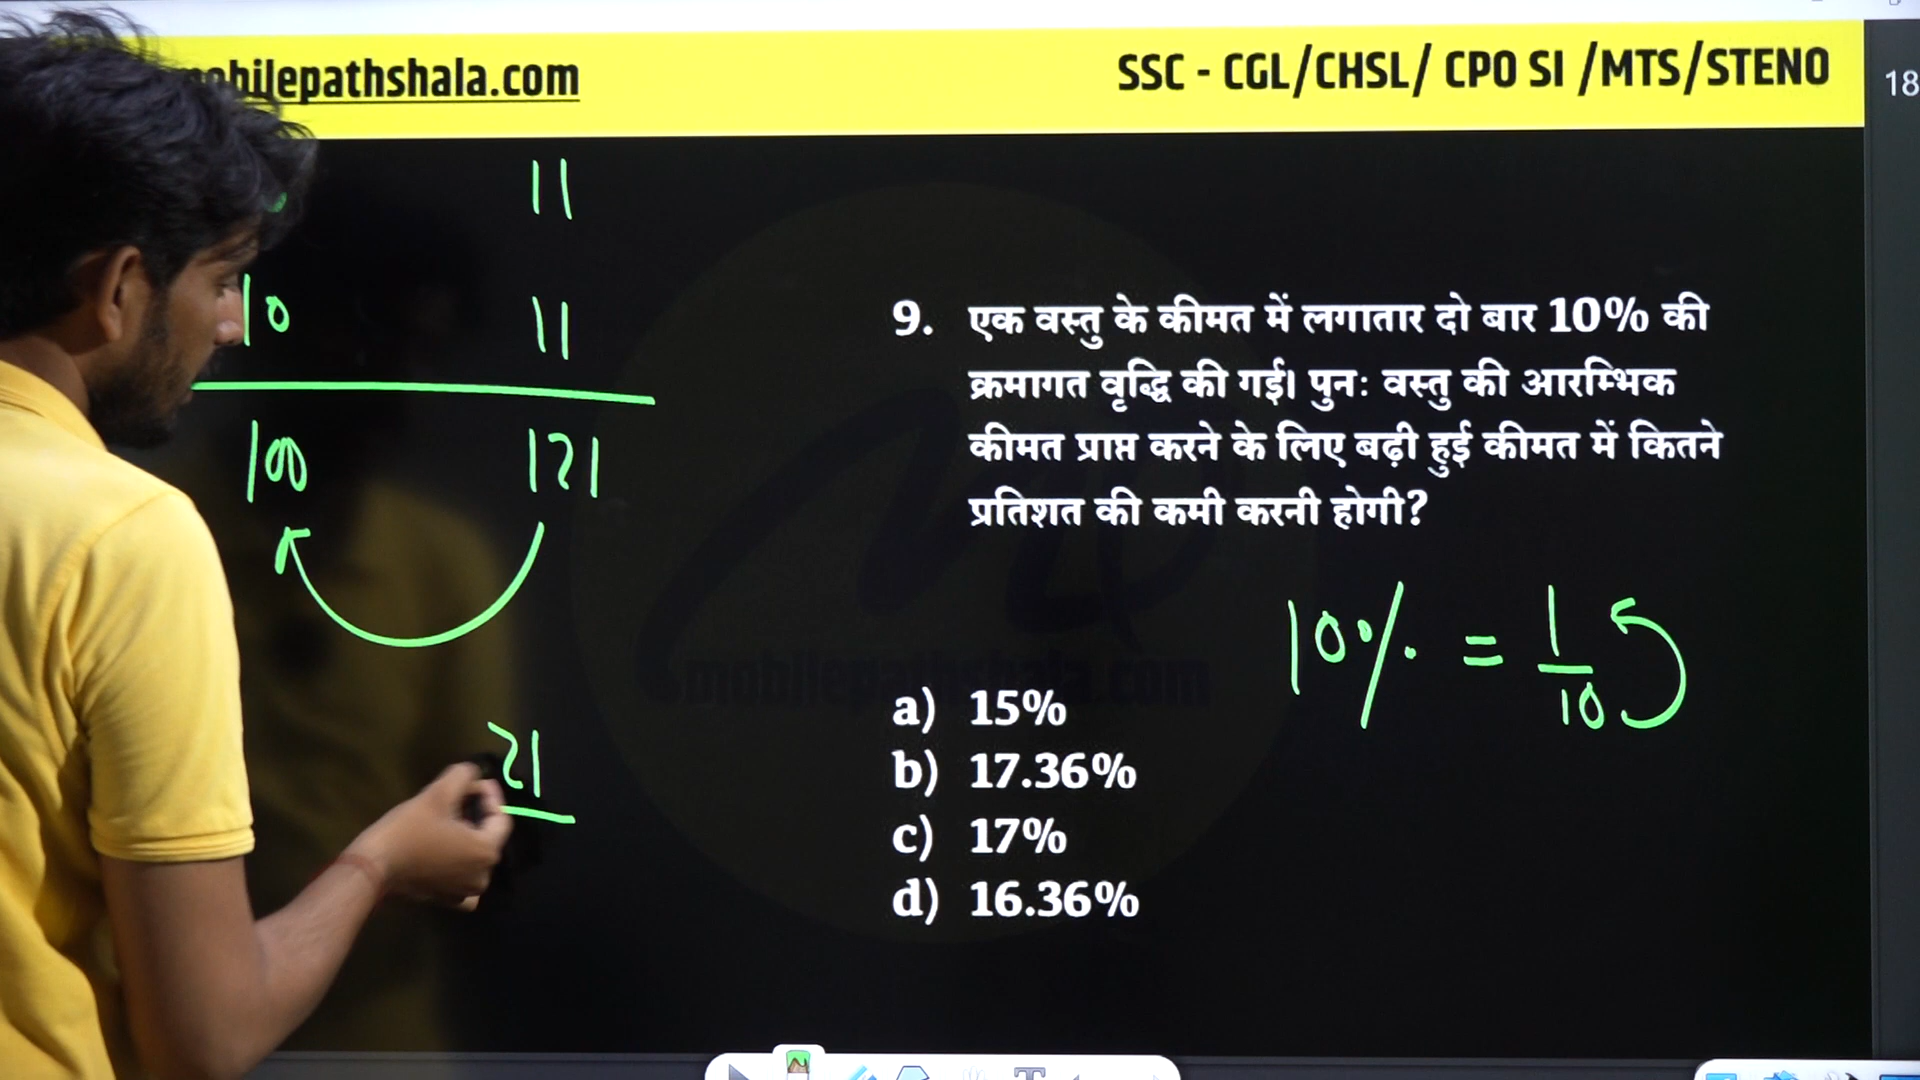 mobilepathshala.com
SSC - CGL/CHSL/ CPO SI /MTS/STENO
18
11
10 11
100 121
21
9. एक वस्तु के कीमत में लगातार दो बार 10% की
क्रमागत वृद्धि की गई। पुनः वस्तु की आरम्भिक
कीमत प्राप्त करने के लिए बढ़ी हुई कीमत में कितने
प्रतिशत की कमी करनी होगी?
10% = 1/10
mobilepathshala.com
a) 15%
b) 17.36%
c) 17%
d) 16.36%